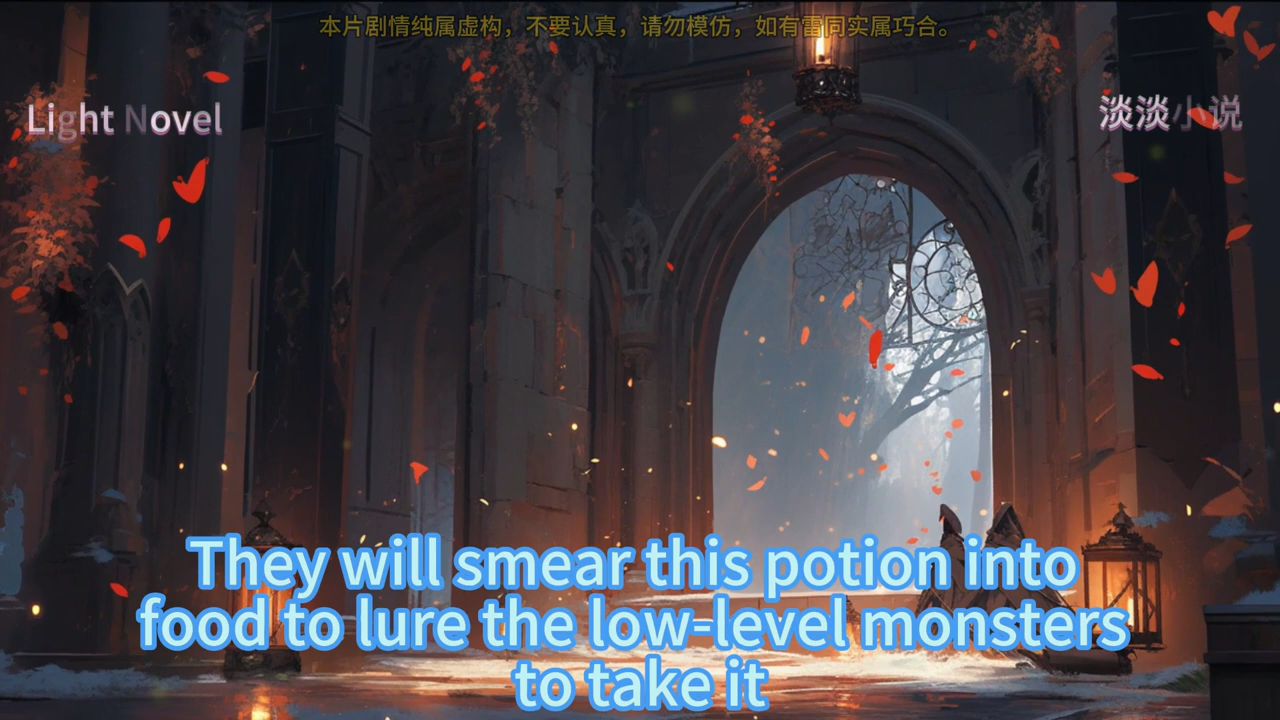 本片剧情纯属虚构，不要认真，请勿模仿，如有雷同实属巧合。
Light Novel
淡淡小说
They will smear this potion into
food to lure the low-level monsters
to take it